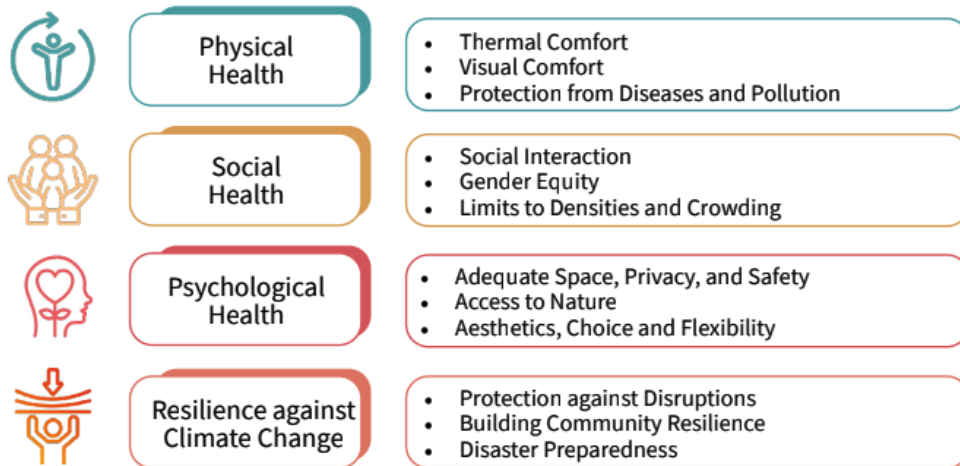 Physical
Health
• Thermal Comfort
• Visual Comfort
• Protection from Diseases and Pollution
Social
Health
• Social Interaction
• Gender Equity
• Limits to Densities and Crowding
Psychological
Health
• Adequate Space, Privacy, and Safety
• Access to Nature
• Aesthetics, Choice and Flexibility
Resilience against
Climate Change
• Protection against Disruptions
• Building Community Resilience
• Disaster Preparedness